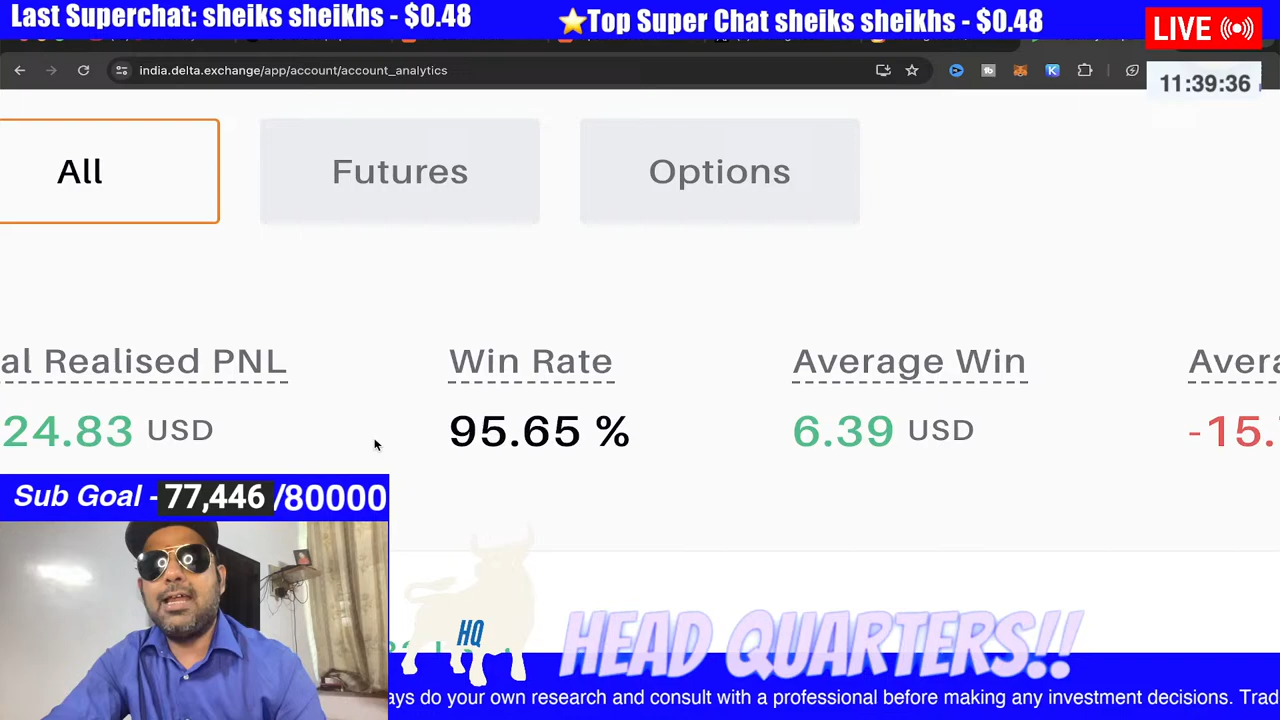 Last Superchat: sheiks sheikhs - $0.48
⭐Top Super Chat sheiks sheikhs - $0.48
LIVE
india.delta.exchange/app/account/account_analytics
11:39:36
All
Futures
Options
al Realised PNL
Win Rate
Average Win
Avera
24.83 USD
95.65 %
6.39 USD
-15.
Sub Goal - 77,446 /80000
HQ
HEAD QUARTERS!!
ays do your own research and consult with a professional before making any investment decisions. Trad